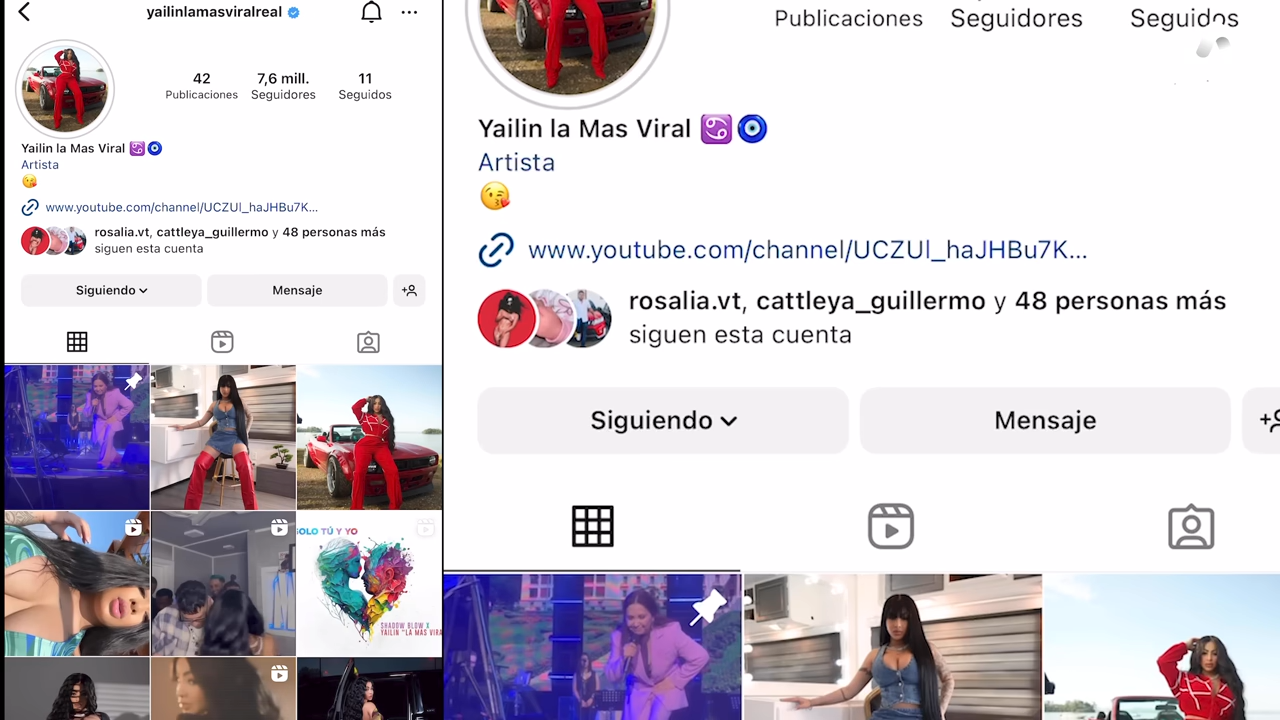 yailinlamasviralreal
42
7,6 mill.
11
Publicaciones
Seguidores
Seguidos
Yailin la Mas Viral ♋🧿
Artista
😘
www.youtube.com/channel/UCZUl_haJHBu7K...
rosalia.vt, cattleya_guillermo y 48 personas más
siguen esta cuenta
Siguiendo
Mensaje
SOLO TÚ Y YO
SHADOW BLOW X
YAILIN "LA MAS VIRA
Publicaciones
Seguidores
Seguidos
Yailin la Mas Viral ♋🧿
Artista
😘
www.youtube.com/channel/UCZUl_haJHBu7K...
rosalia.vt, cattleya_guillermo y 48 personas más
siguen esta cuenta
Siguiendo
Mensaje